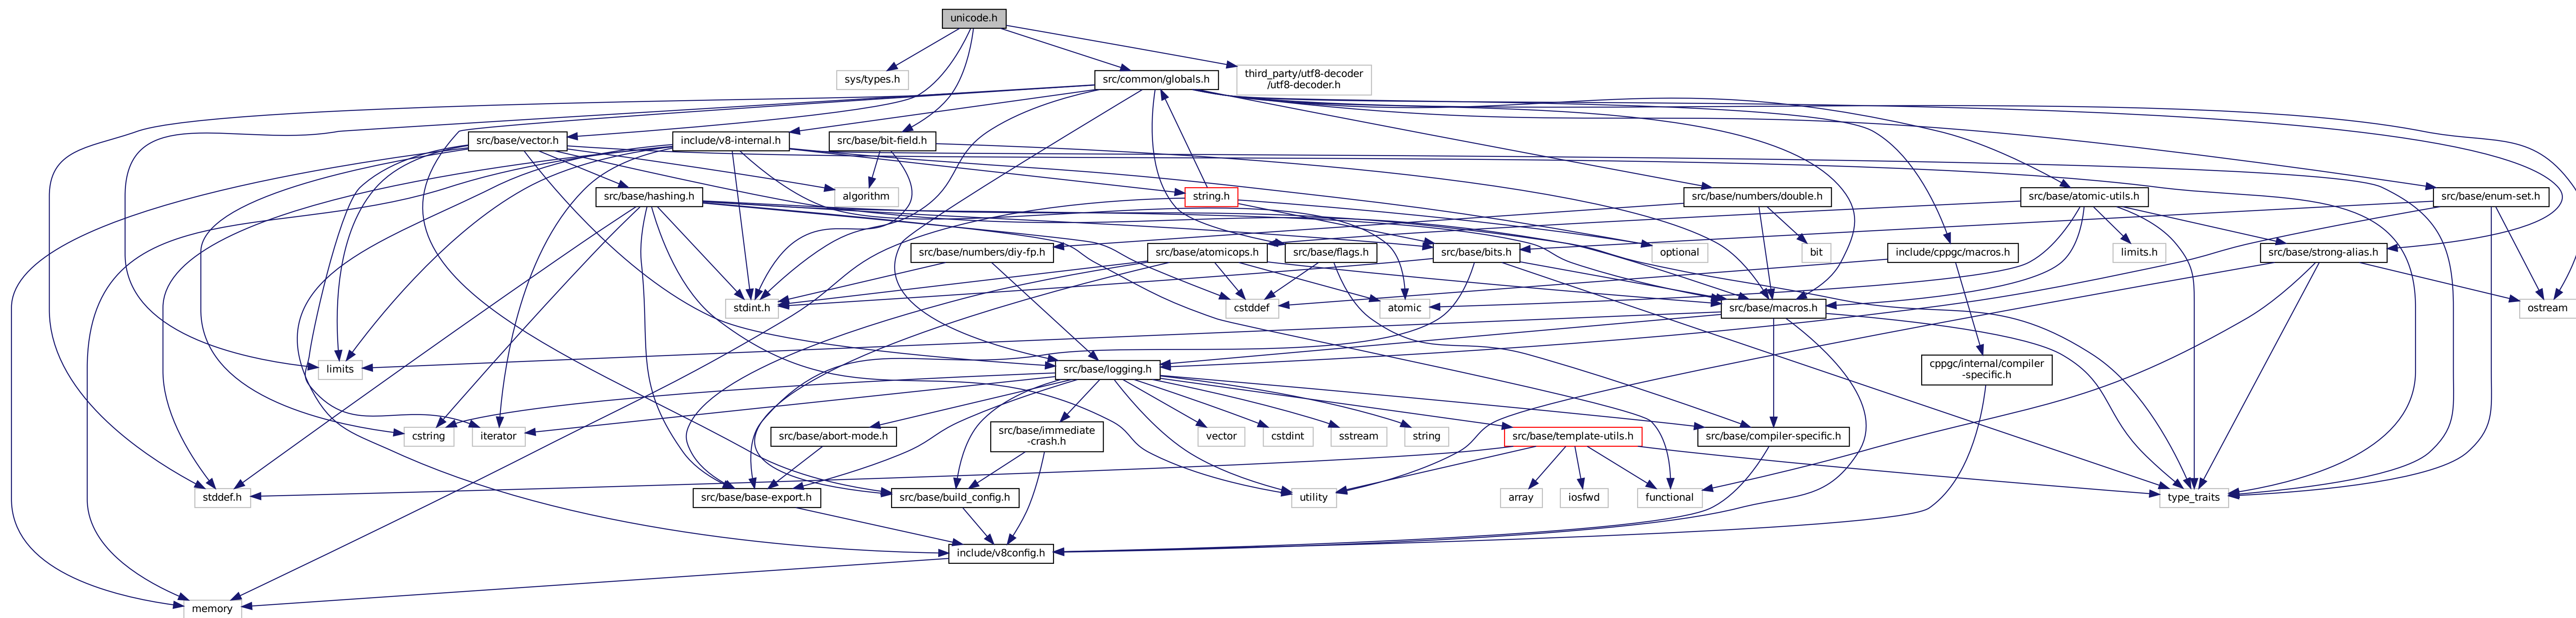 unicode.h
sys/types.h
src/common/globals.h
third_party/utf8-decoder
/utf8-decoder.h
src/base/vector.h
include/v8-internal.h
src/base/bit-field.h
src/base/hashing.h
algorithm
string.h
src/base/numbers/double.h
src/base/atomic-utils.h
src/base/enum-set.h
src/base/numbers/diy-fp.h
src/base/atomicops.h
src/base/flags.h
src/base/bits.h
optional
bit
include/cppgc/macros.h
limits.h
src/base/strong-alias.h
stdint.h
cstddef
atomic
src/base/macros.h
ostream
limits
src/base/logging.h
cppgc/internal/compiler
-specific.h
cstring
iterator
src/base/abort-mode.h
src/base/immediate
-crash.h
vector
cstdint
sstream
string
src/base/template-utils.h
src/base/compiler-specific.h
stddef.h
src/base/base-export.h
src/base/build_config.h
utility
array
iosfwd
functional
type_traits
include/v8config.h
memory